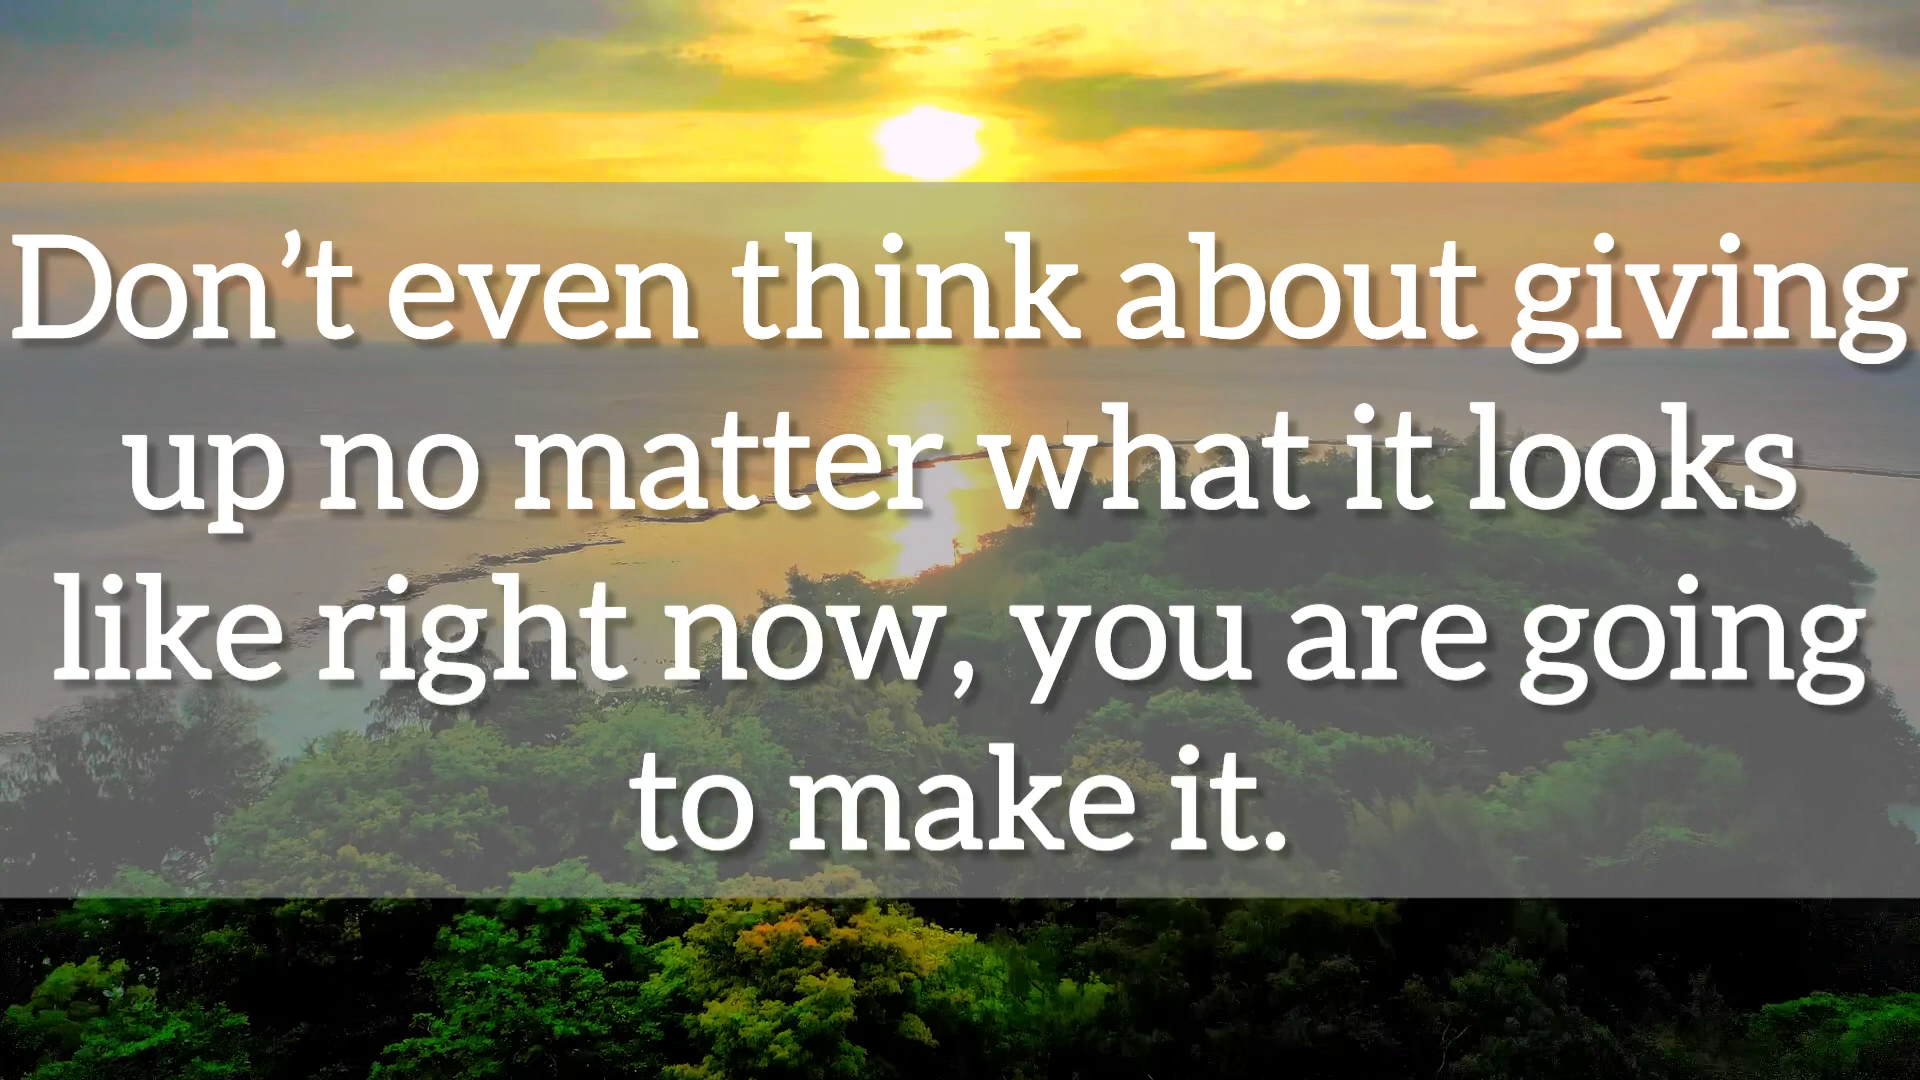 Don’t even think about giving
up no matter what it looks
like right now, you are going
to make it.